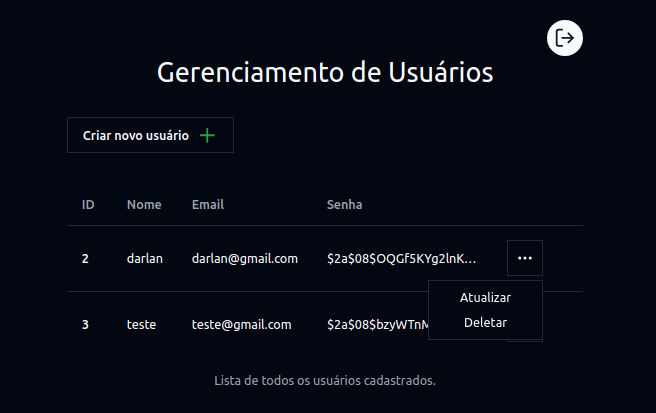 Gerenciamento de Usuários
Criar novo usuário
ID Nome Email Senha
2 darlan darlan@gmail.com $2a$08$OQGf5KYg2lnK...
Atualizar
3 teste teste@gmail.com $2a$08$bzyWTnM
Deletar
Lista de todos os usuários cadastrados.